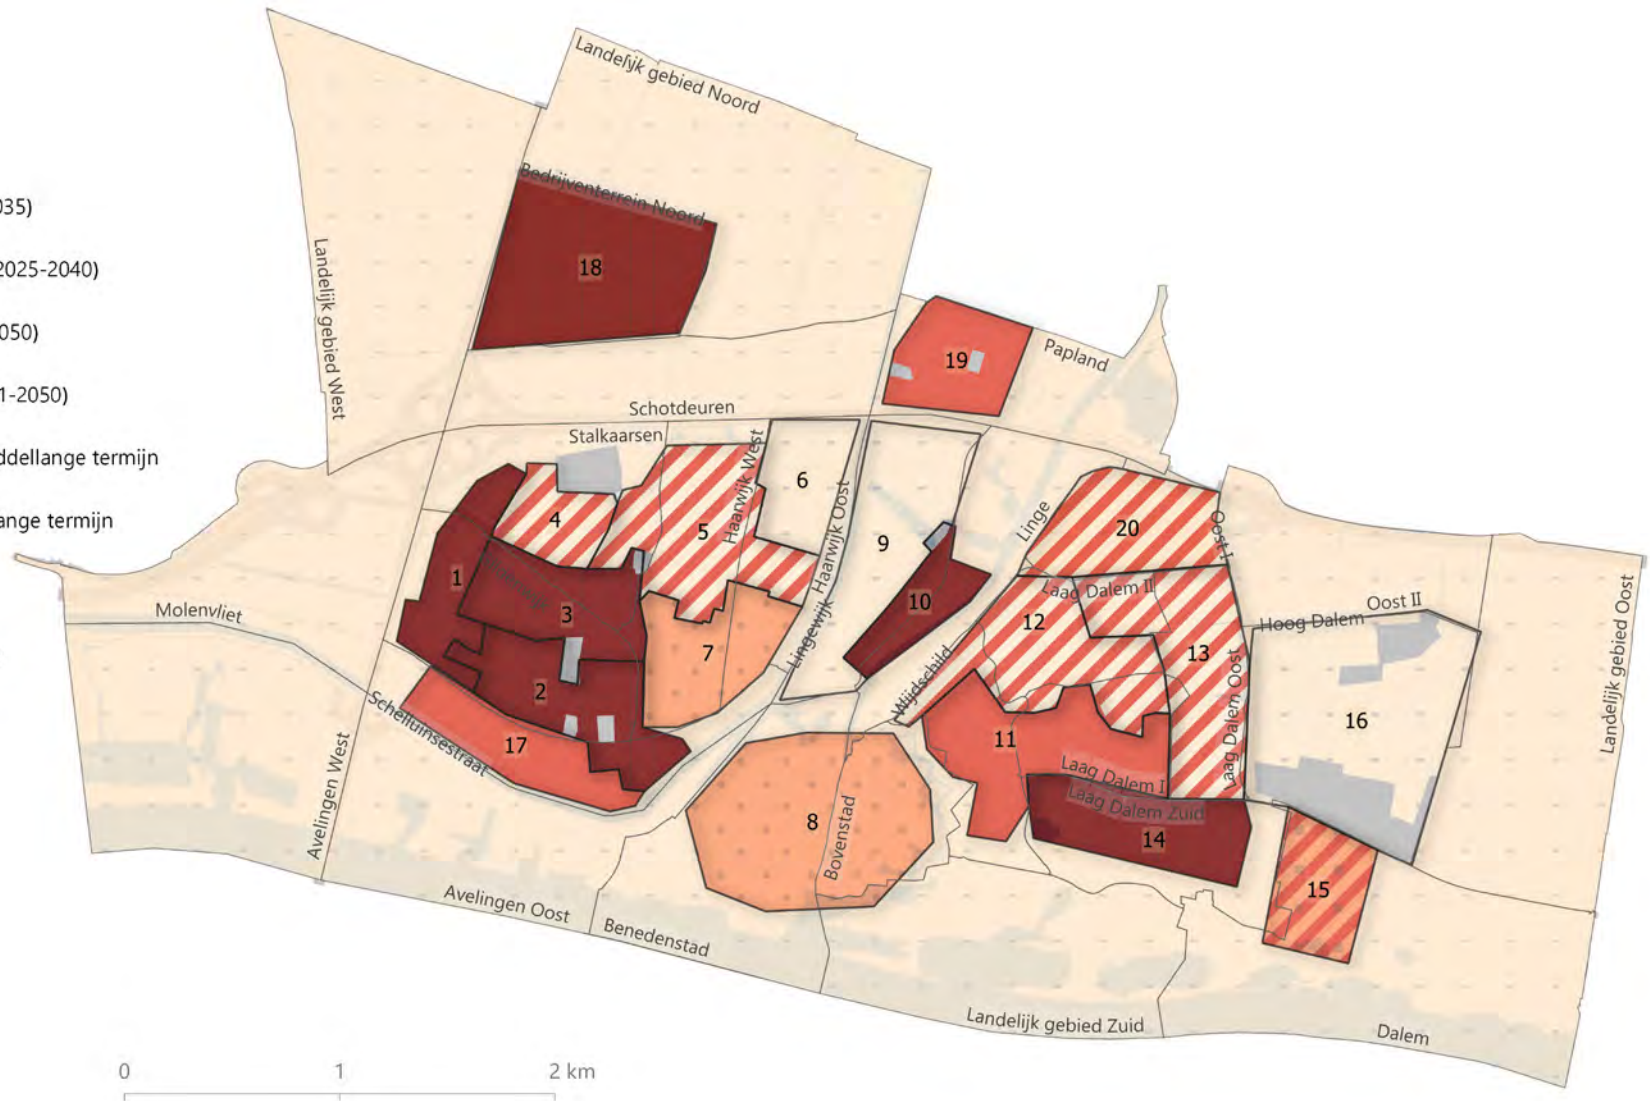 Landelijk gebied Noord
035)
2025-2040)
050)
1-2050)
ddellange termijn
ange termijn
Bedrijventerrein Noord
18
Landelijk gebied West
19
Papland
Schotdeuren
Stalkaarsen
Haarwijk West
6
Haarwijk Oost
4
5
9
Linge
20
Oost I
1
3
10
Laag Dalem II
12
Molenvliet
Lingewijk
7
13
Hoog Dalem
Oost II
Landelijk gebied Oost
2
Wijdschild
Laag Dalem Oost
16
Schelluinsestraat
17
11
Avelingen West
Laag Dalem I
Laag Dalem Zuid
8
Bovenstad
14
15
Avelingen Oost
Benedenstad
Landelijk gebied Zuid
Dalem
0 1 2 km